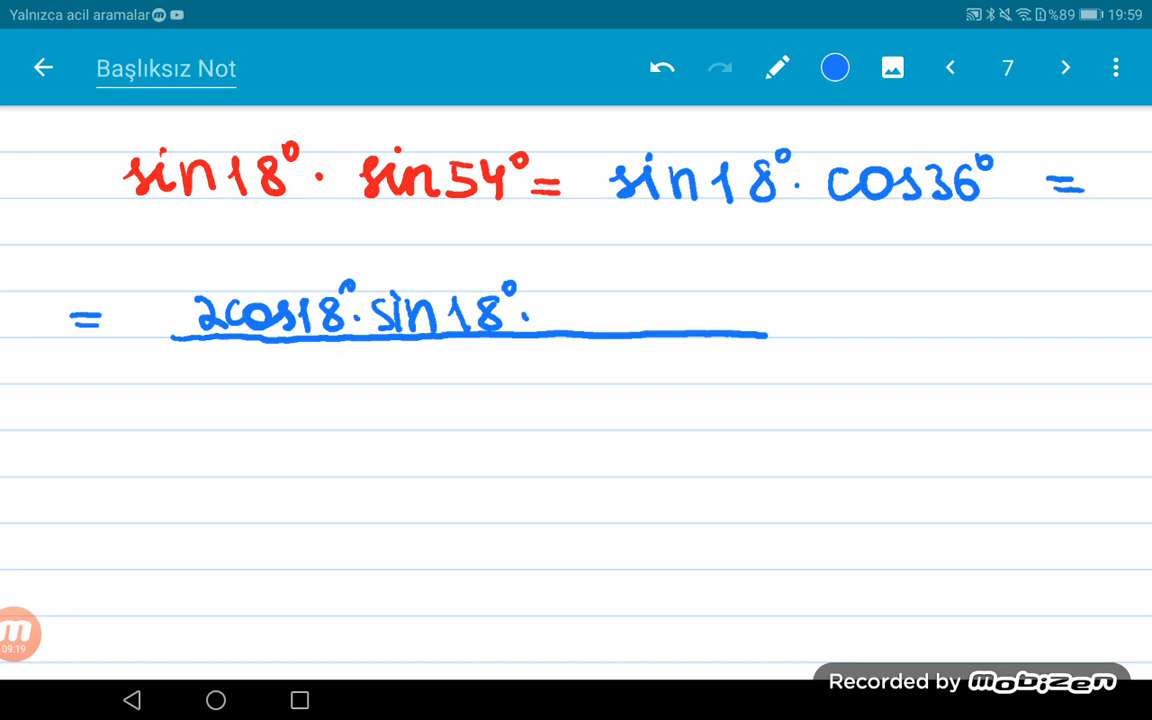 Yalnızca acil aramalar %89 19:59
Başlıksız Not 7
sin18° · sin54° = sin18° · cos36° =
= 2cos18° · sin18° ·
09:19
Recorded by mobizen